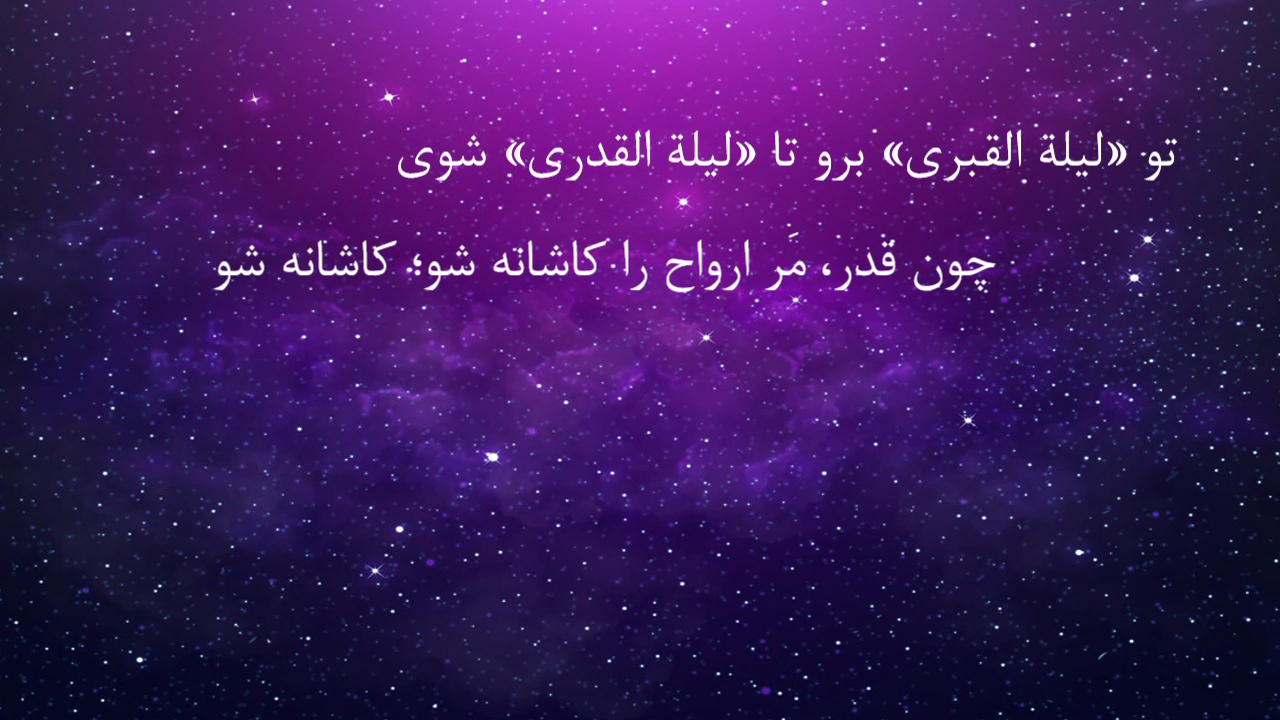 تو «لیلة القبری» برو تا «لیلة القدری» شوی
چون قدر، مَر ارواح را کاشانه شو؛ کاشانه شو